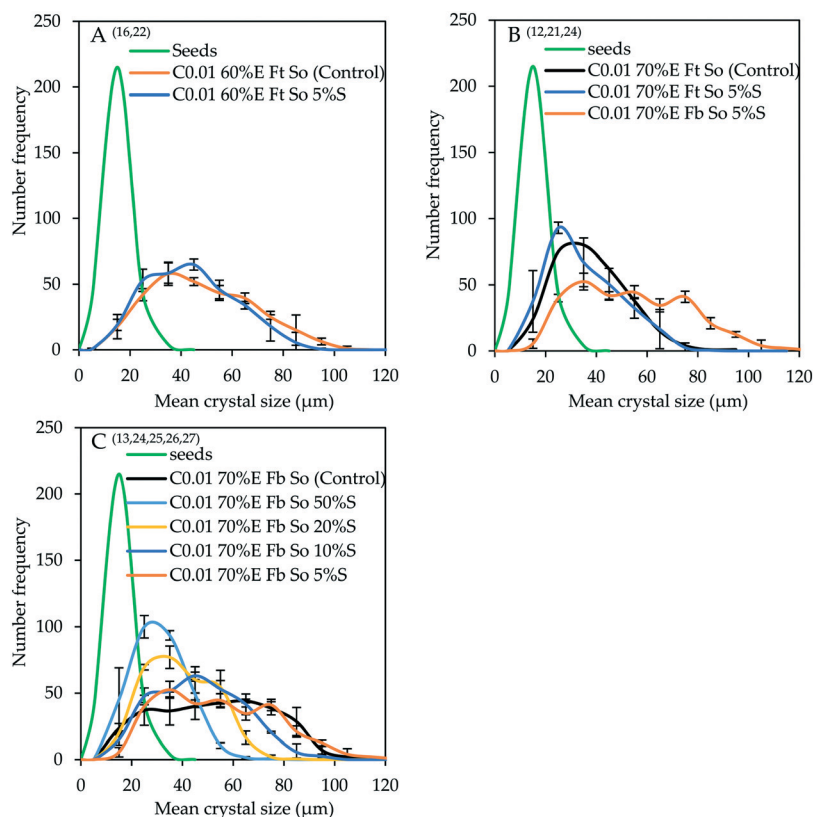 A (16,22)
Seeds
C0.01 60%E Ft So (Control)
C0.01 60%E Ft So 5%S
250
200
150
100
50
0
Number frequency
0 20 40 60 80 100 120
Mean crystal size (μm)
B (12,21,24)
seeds
C0.01 70%E Ft So (Control)
C0.01 70%E Ft So 5%S
C0.01 70%E Fb So 5%S
250
200
150
100
50
0
Number frequency
0 20 40 60 80 100 120
Mean crystal size (μm)
C (13,24,25,26,27)
seeds
C0.01 70%E Fb So (Control)
C0.01 70%E Fb So 50%S
C0.01 70%E Fb So 20%S
C0.01 70%E Fb So 10%S
C0.01 70%E Fb So 5%S
250
200
150
100
50
0
Number frequency
0 20 40 60 80 100 120
Mean crystal size (μm)